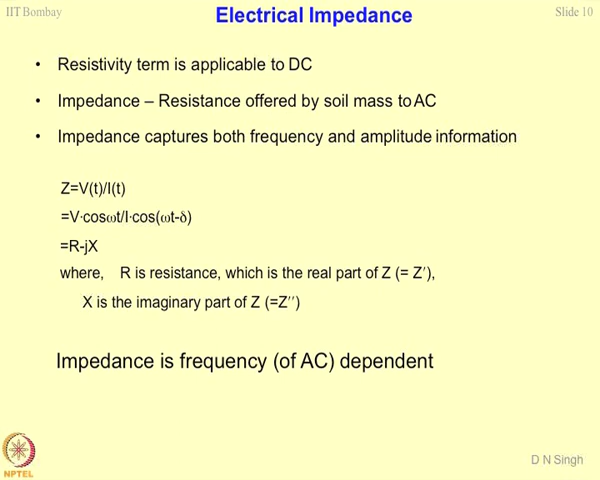 IIT Bombay
Electrical Impedance
Slide 10
• Resistivity term is applicable to DC
• Impedance – Resistance offered by soil mass to AC
• Impedance captures both frequency and amplitude information
Z=V(t)/I(t)
=V·cosωt/I·cos(ωt-δ)
=R-jX
where, R is resistance, which is the real part of Z (= Z′),
X is the imaginary part of Z (=Z′′)
Impedance is frequency (of AC) dependent
NPTEL
D N Singh